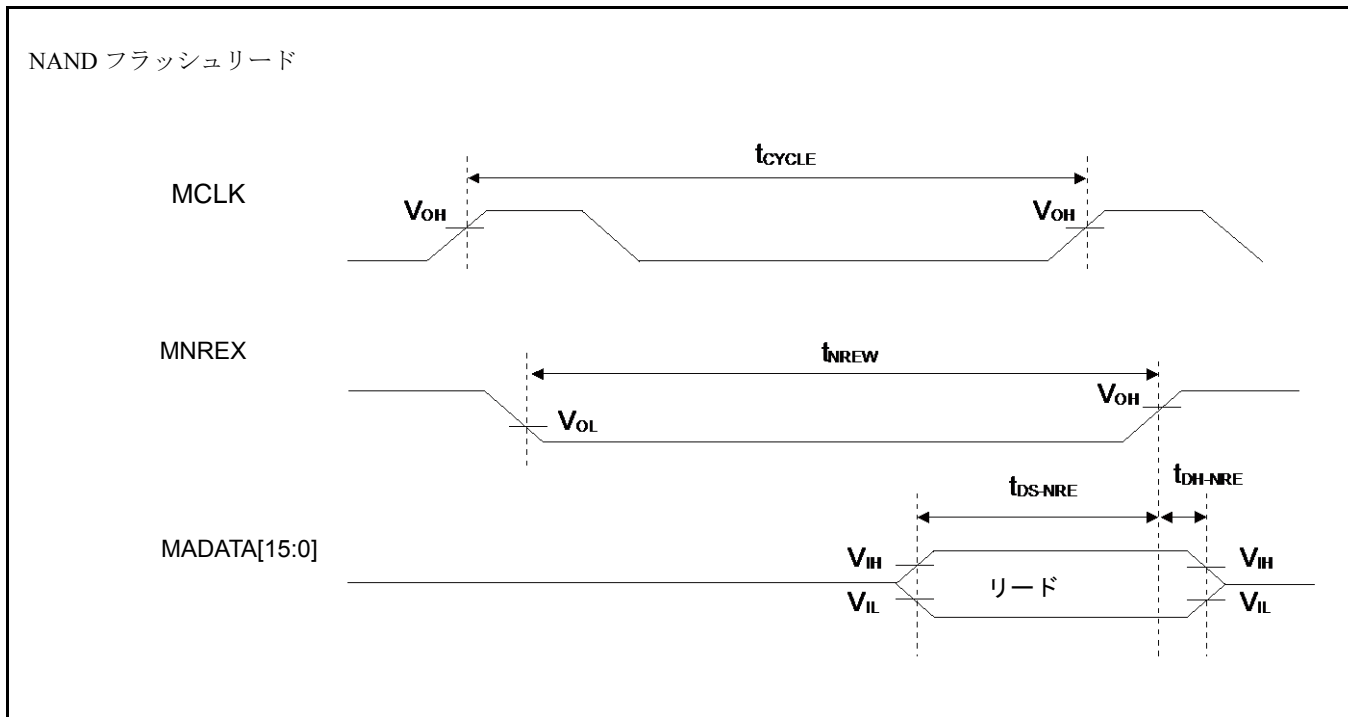 NAND フラッシュリード
tCYCLE
MCLK
VOH
VOH
MNREX
tNREW
VOH
VOL
tDS-NRE
tDH-NRE
MADATA[15:0]
VIH
VIH
リード
VIL
VIL